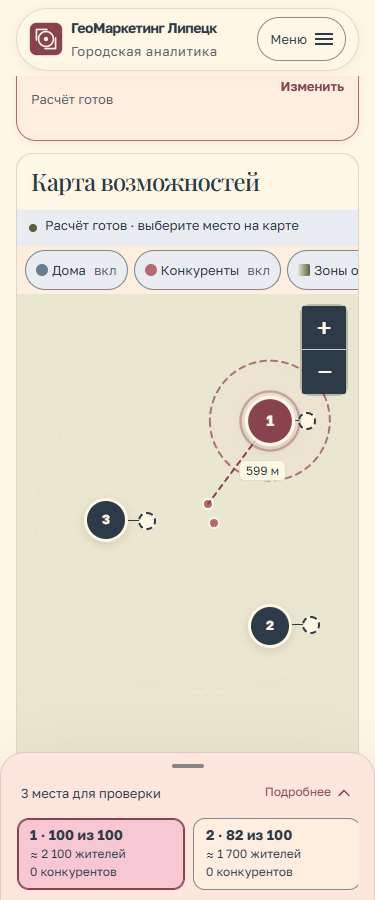 ГеоМаркетинг Липецк
Городская аналитика
Меню
Изменить
Расчёт готов
Карта возможностей
Расчёт готов · выберите место на карте
Дома вкл
Конкуренты вкл
Зоны о
+
−
1
599 м
3
2
3 места для проверки
Подробнее
1 · 100 из 100
≈ 2 100 жителей
0 конкурентов
2 · 82 из 100
≈ 1 700 жителей
0 конкурентов